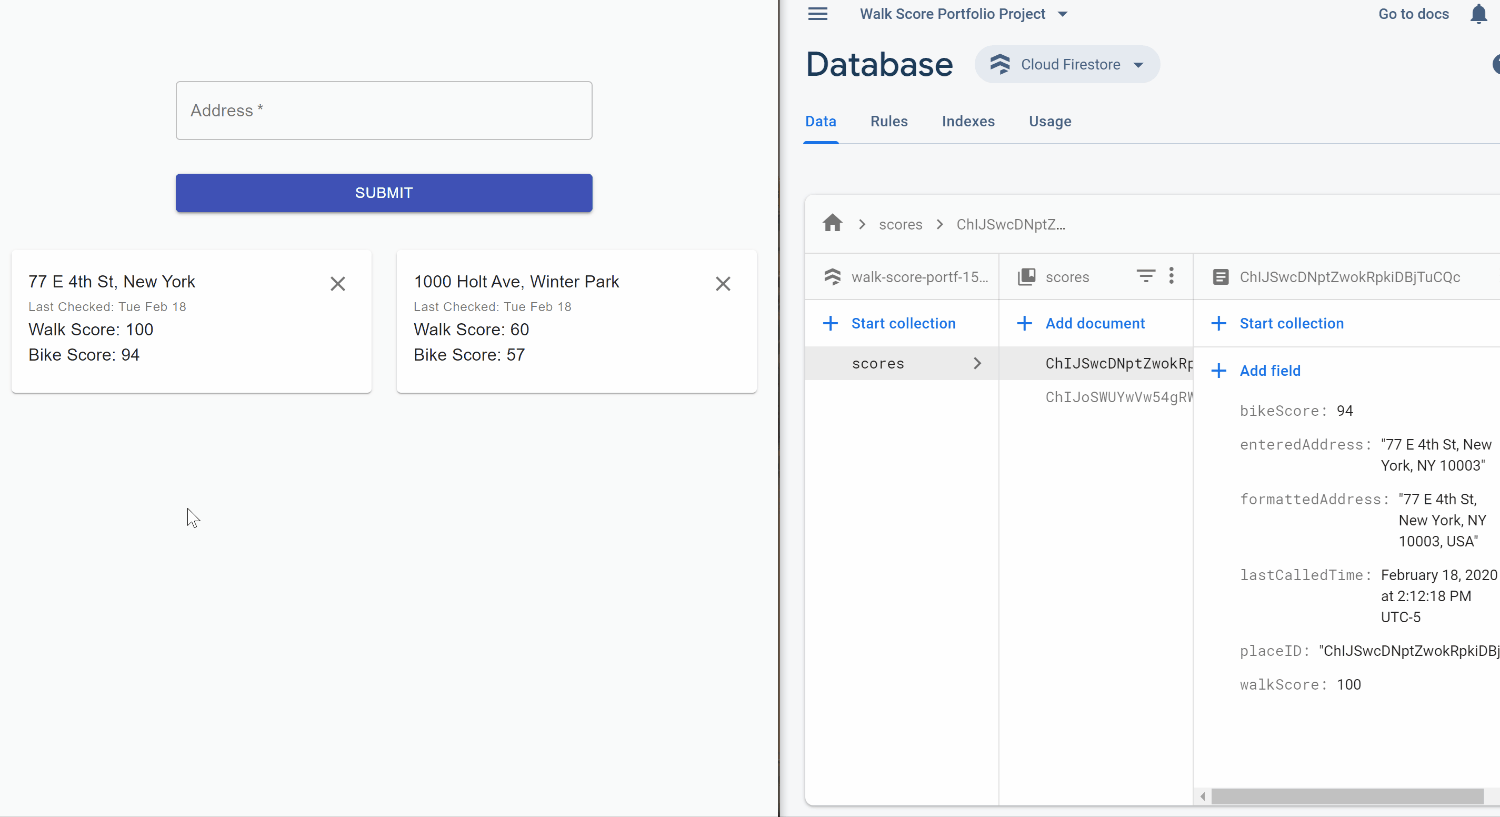 Address *
SUBMIT
77 E 4th St, New York
Last Checked: Tue Feb 18
Walk Score: 100
Bike Score: 94
1000 Holt Ave, Winter Park
Last Checked: Tue Feb 18
Walk Score: 60
Bike Score: 57
Walk Score Portfolio Project
Go to docs
Database
Cloud Firestore
Data Rules Indexes Usage
scores ChIJSwcDNptZ...
walk-score-portf-15...
scores
ChIJSwcDNptZwokRpkiDBjTuCQc
Start collection
Add document
Start collection
scores
ChIJSwcDNptZwokRp
ChIJoSWUYwVw54gRW
Add field
bikeScore: 94
enteredAddress: "77 E 4th St, New
York, NY 10003"
formattedAddress: "77 E 4th St,
New York, NY
10003, USA"
lastCalledTime: February 18, 2020
at 2:12:18 PM
UTC-5
placeID: "ChIJSwcDNptZwokRpkiDBj
walkScore: 100